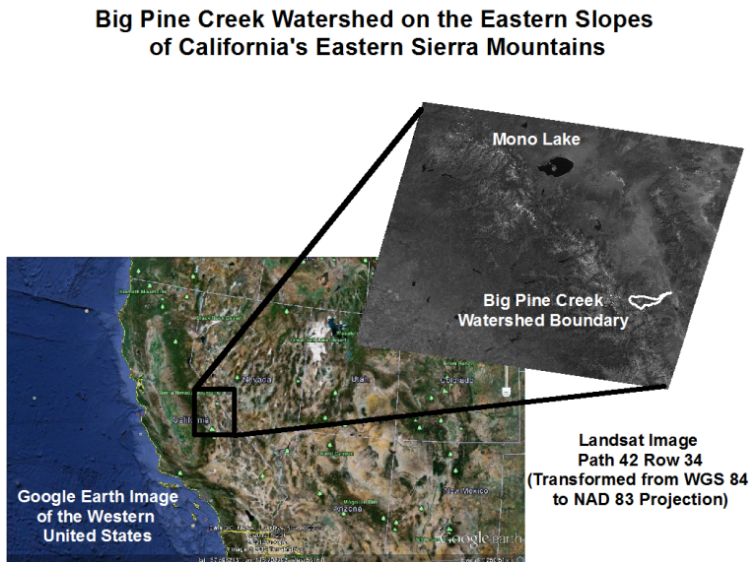 Big Pine Creek Watershed on the Eastern Slopes
of California's Eastern Sierra Mountains
Mono Lake
Big Pine Creek
Watershed Boundary
Nevada
Utah
Colorado
California
Landsat Image
Path 42 Row 34
(Transformed from WGS 84
to NAD 83 Projection)
Google Earth Image
of the Western
United States
New Mexico
Arizona
Google earth